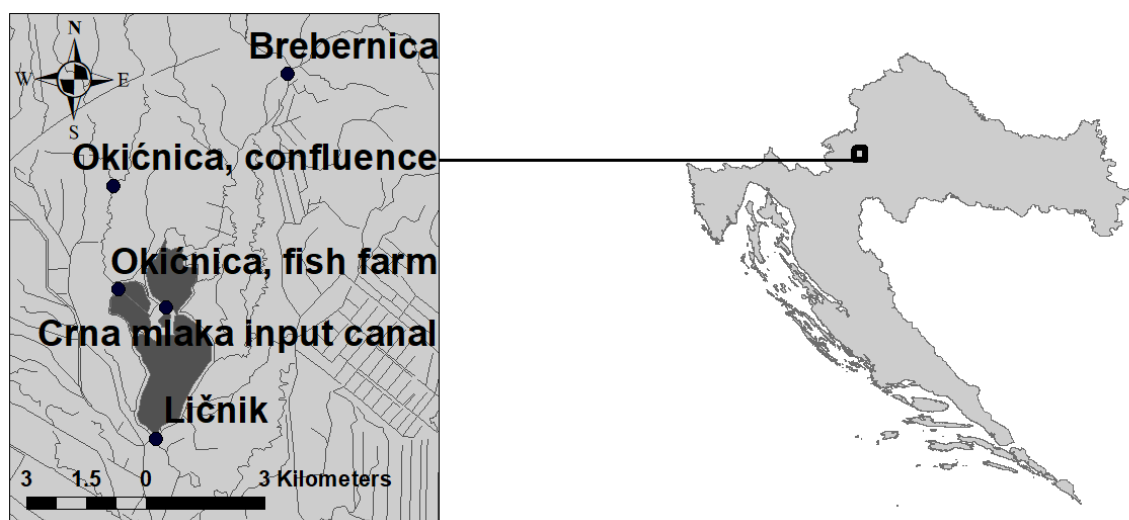 N
W E
S
Brebernica
Okićnica, confluence
Okićnica, fish farm
Crna mlaka input canal
Ličnik
3 1.5 0 3 Kilometers